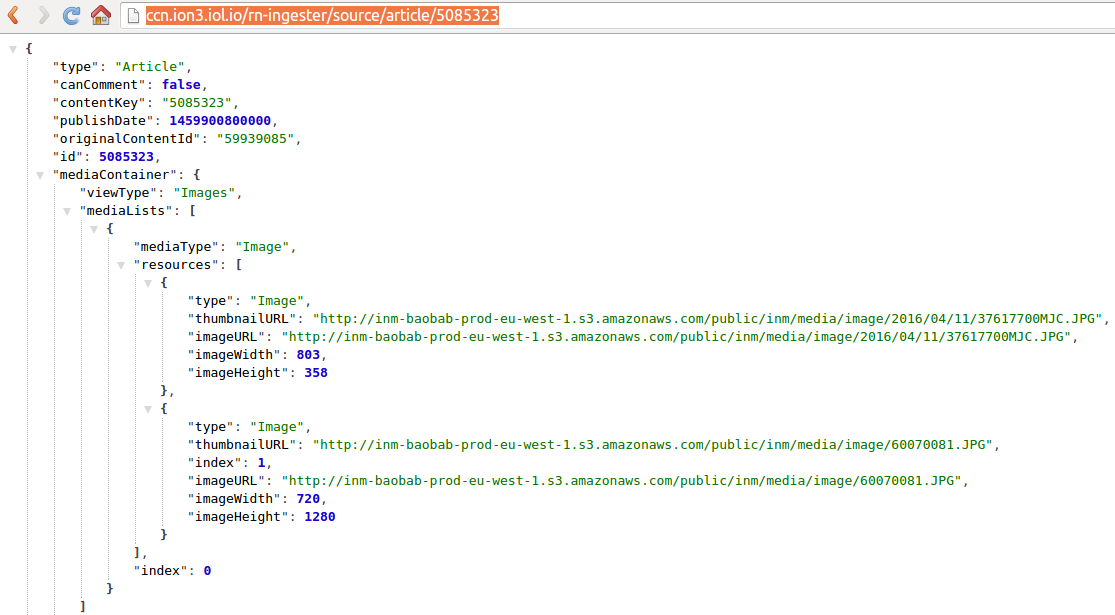 ccn.ion3.iol.io/rn-ingester/source/article/5085323
{
"type": "Article",
"canComment": false,
"contentKey": "5085323",
"publishDate": 1459900800000,
"originalContentId": "59939085",
"id": 5085323,
"mediaContainer": {
"viewType": "Images",
"mediaLists": [
{
"mediaType": "Image",
"resources": [
{
"type": "Image",
"thumbnailURL": "http://inm-baobab-prod-eu-west-1.s3.amazonaws.com/public/inm/media/image/2016/04/11/37617700MJC.JPG",
"imageURL": "http://inm-baobab-prod-eu-west-1.s3.amazonaws.com/public/inm/media/image/2016/04/11/37617700MJC.JPG",
"imageWidth": 803,
"imageHeight": 358
},
{
"type": "Image",
"thumbnailURL": "http://inm-baobab-prod-eu-west-1.s3.amazonaws.com/public/inm/media/image/60070081.JPG",
"index": 1,
"imageURL": "http://inm-baobab-prod-eu-west-1.s3.amazonaws.com/public/inm/media/image/60070081.JPG",
"imageWidth": 720,
"imageHeight": 1280
}
],
"index": 0
}
]